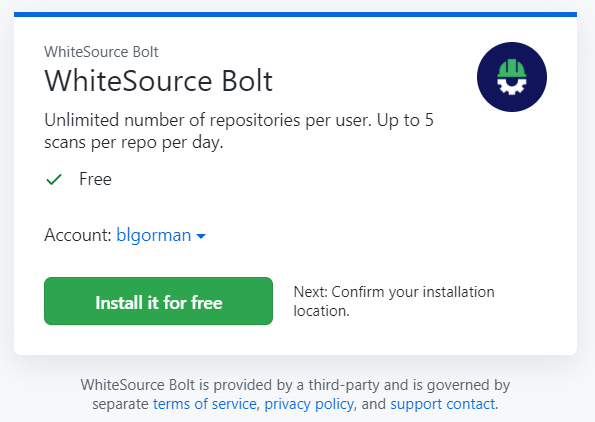 WhiteSource Bolt
WhiteSource Bolt
Unlimited number of repositories per user. Up to 5
scans per repo per day.
Free
Account: blgorman
Install it for free
Next: Confirm your installation
location.
WhiteSource Bolt is provided by a third-party and is governed by
separate terms of service, privacy policy, and support contact.